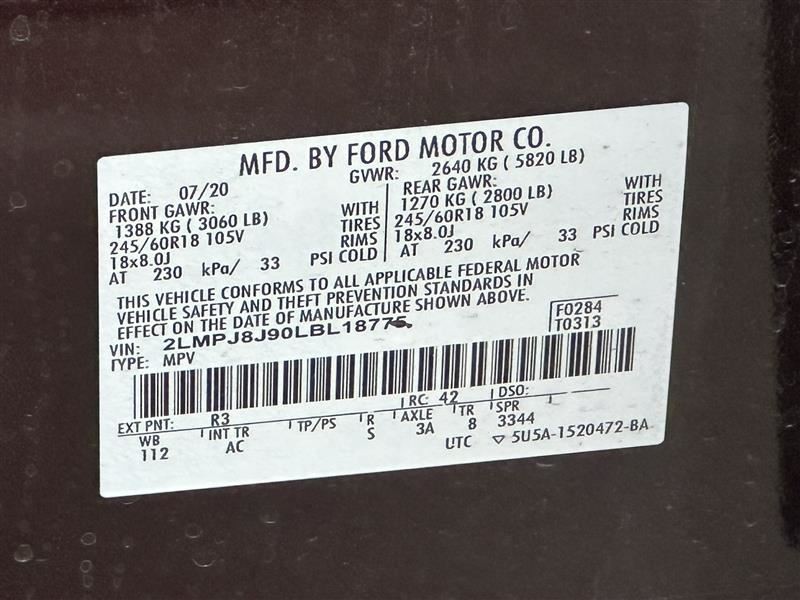 MFD. BY FORD MOTOR CO.
DATE: 07/20 GVWR: 2640 KG ( 5820 LB)
FRONT GAWR: REAR GAWR:
1388 KG ( 3060 LB) WITH 1270 KG ( 2800 LB) WITH
245/60R18 105V TIRES 245/60R18 105V TIRES
18x8.0J RIMS 18x8.0J RIMS
AT 230 kPa/ 33 PSI COLD AT 230 kPa/ 33 PSI COLD
THIS VEHICLE CONFORMS TO ALL APPLICABLE FEDERAL MOTOR
VEHICLE SAFETY AND THEFT PREVENTION STANDARDS IN
EFFECT ON THE DATE OF MANUFACTURE SHOWN ABOVE.
VIN: F0284
TYPE: MPV T0313
EXT PNT: R3 RC: 42 DSO:
WB INT TR TP/PS R AXLE TR SPR
112 AC S 3A 8 3344
UTC ▽ 5U5A-1520472-BA